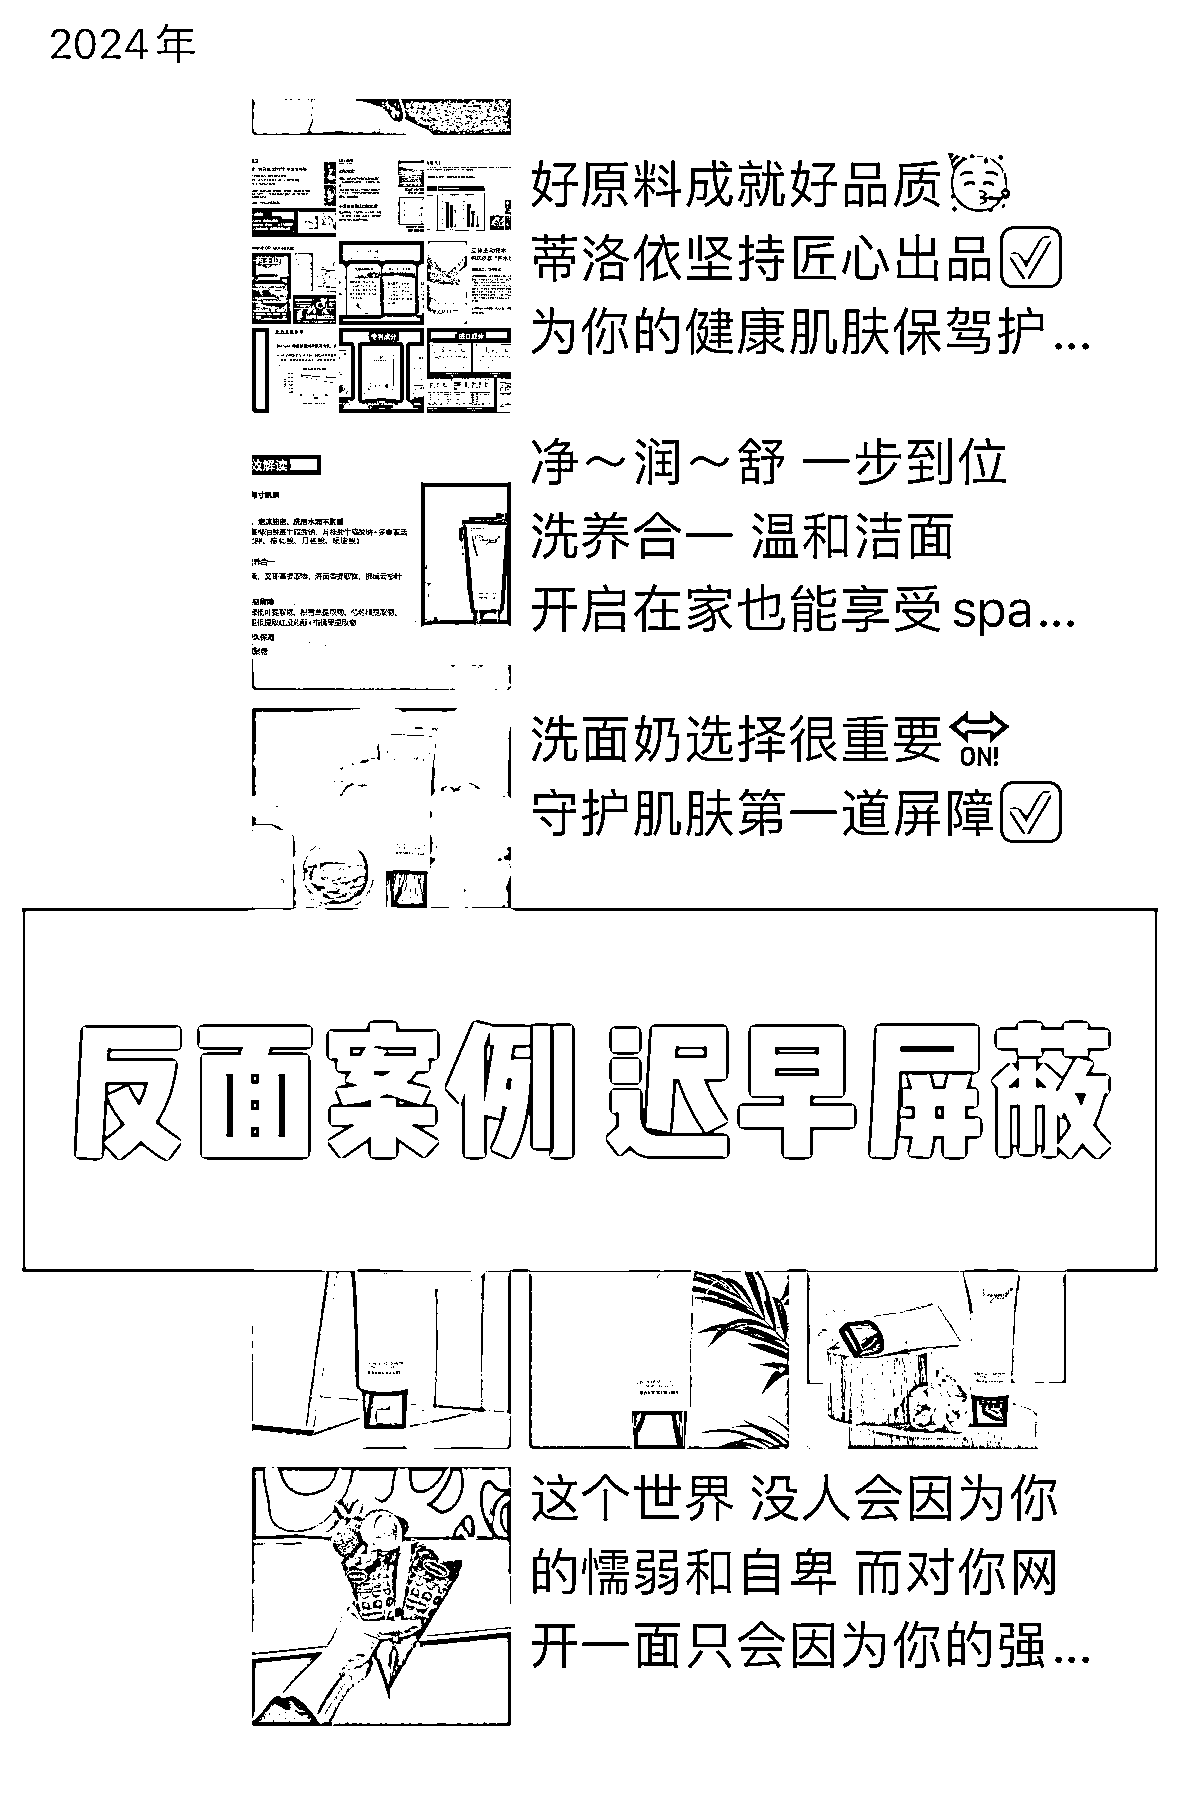 2024年
好原料成就好品质
蒂洛依坚持匠心出品
为你的健康肌肤保驾护...
净～润～舒 一步到位
洗养合一 温和洁面
开启在家也能享受spa...
洗面奶选择很重要
ON!
守护肌肤第一道屏障
反面案例 迟早屏蔽
这个世界 没人会因为你
的懦弱和自卑 而对你网
开一面只会因为你的强...